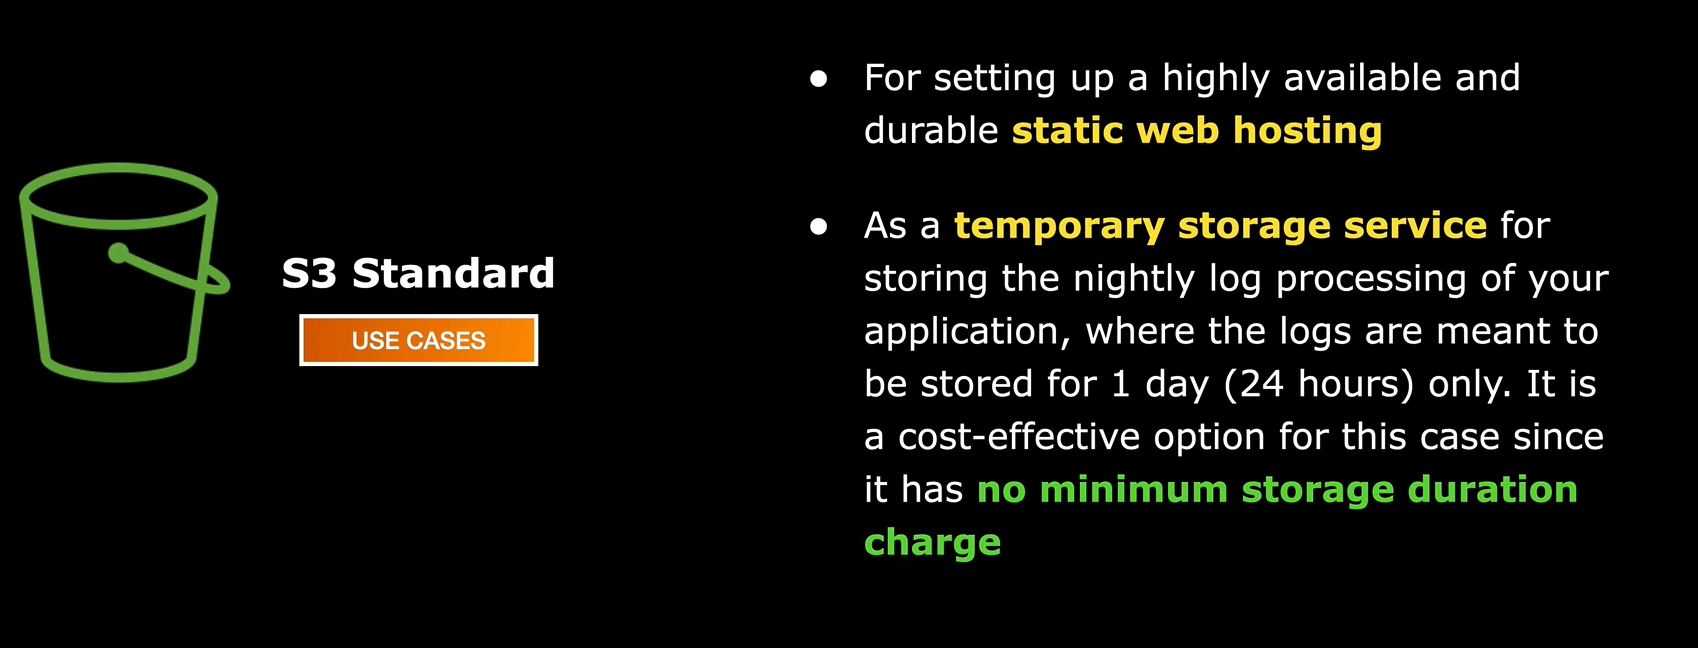 S3 Standard
USE CASES
● For setting up a highly available and
durable static web hosting
● As a temporary storage service for
storing the nightly log processing of your
application, where the logs are meant to
be stored for 1 day (24 hours) only. It is
a cost-effective option for this case since
it has no minimum storage duration
charge